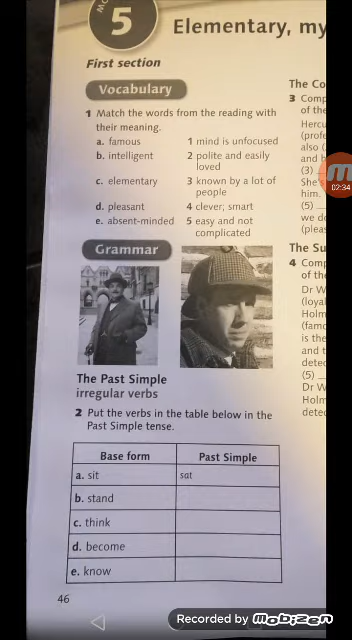 5
Elementary, my
First section
Vocabulary
1 Match the words from the reading with
their meaning.
a. famous 1 mind is unfocused
b. intelligent 2 polite and easily
loved
c. elementary 3 known by a lot of
people
d. pleasant 4 clever; smart
e. absent-minded 5 easy and not
complicated
Grammar
The Past Simple
irregular verbs
2 Put the verbs in the table below in the
Past Simple tense.
Base form Past Simple
a. sit sat
b. stand
c. think
d. become
e. know
46
The Co
3 Comp
of the
Hercu
(profe
also (
and h
(3)
She'
him.
(5)
we d
(pleas
The Su
4 Comp
of th
Dr W
(loyal
Holm
(famo
is the
and t
detec
(5)
Dr W
Holm
detec
02:34
Recorded by Mobizen